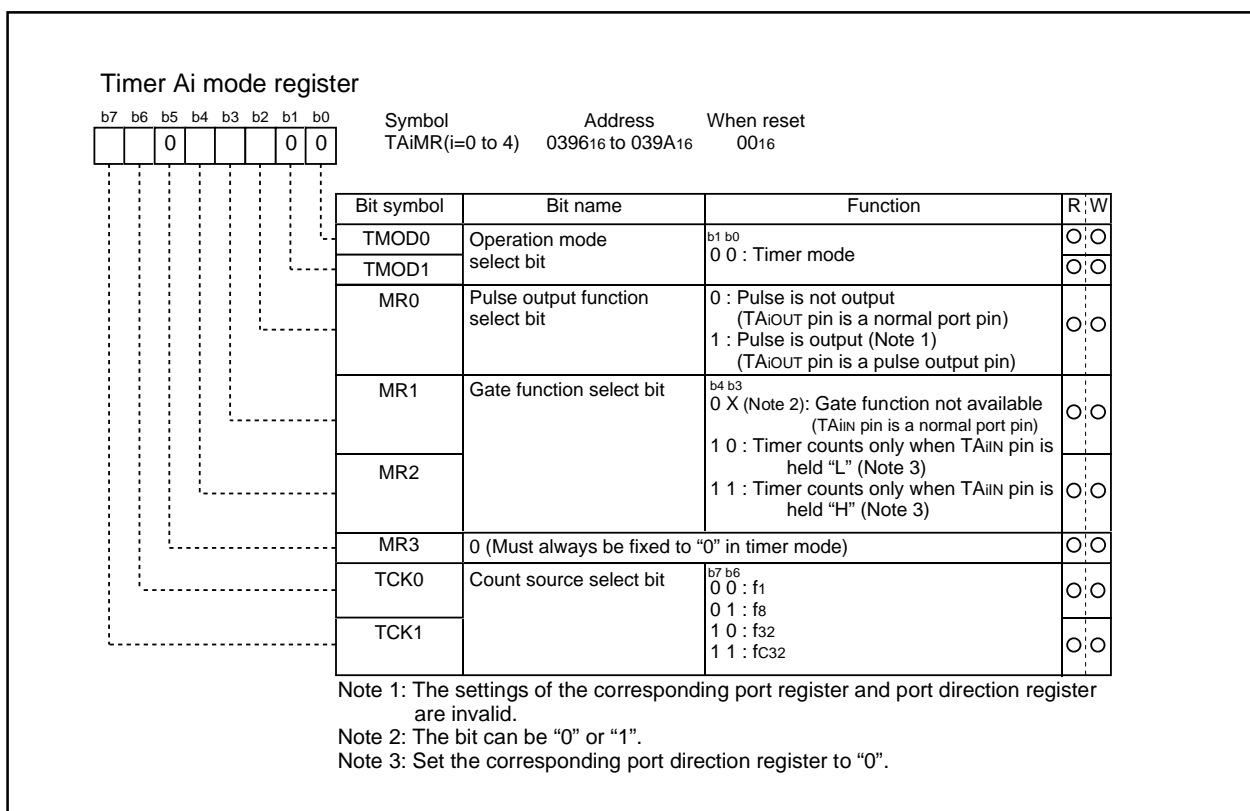 Timer Ai mode register
b7 b6 b5 b4 b3 b2 b1 b0
0 0 0
Symbol Address When reset
TAiMR(i=0 to 4) 039616 to 039A16 0016
Bit symbol Bit name Function R W
TMOD0 Operation mode select bit b1 b0
0 0 : Timer mode
TMOD1
MR0 Pulse output function select bit 0 : Pulse is not output
(TAiOUT pin is a normal port pin)
1 : Pulse is output (Note 1)
(TAiOUT pin is a pulse output pin)
MR1 Gate function select bit b4 b3
0 X (Note 2): Gate function not available
(TAiIN pin is a normal port pin)
1 0 : Timer counts only when TAiIN pin is
held “L” (Note 3)
MR2
1 1 : Timer counts only when TAiIN pin is
held “H” (Note 3)
MR3 0 (Must always be fixed to “0” in timer mode)
TCK0 Count source select bit b7 b6
0 0 : f1
0 1 : f8
TCK1 1 0 : f32
1 1 : fC32
Note 1: The settings of the corresponding port register and port direction register
are invalid.
Note 2: The bit can be “0” or “1”.
Note 3: Set the corresponding port direction register to “0”.